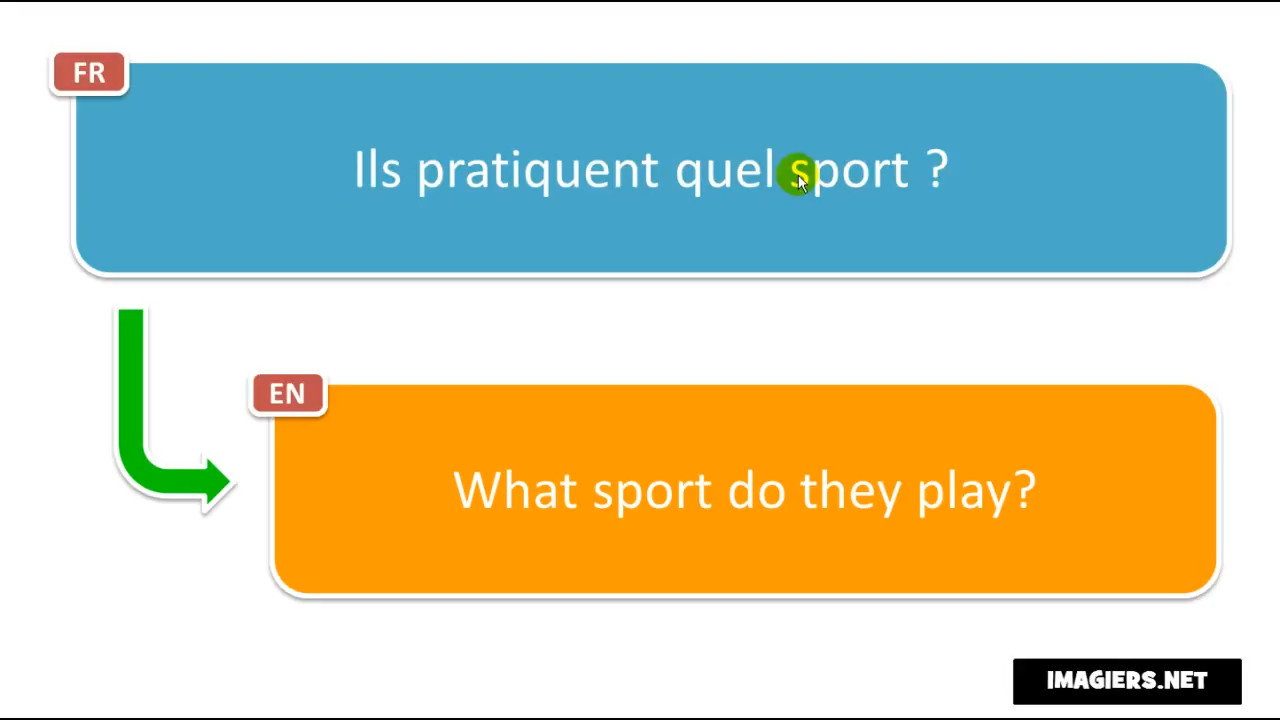 FR
Ils pratiquent quel sport ?
EN
What sport do they play?
IMAGIERS.NET